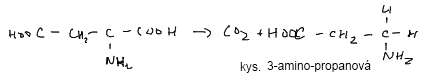 H
HOOC - CH2 - C - COOH → CO2 + HOOC - CH2 - C - H
NH2 NH2
kys. 3-amino-propanová